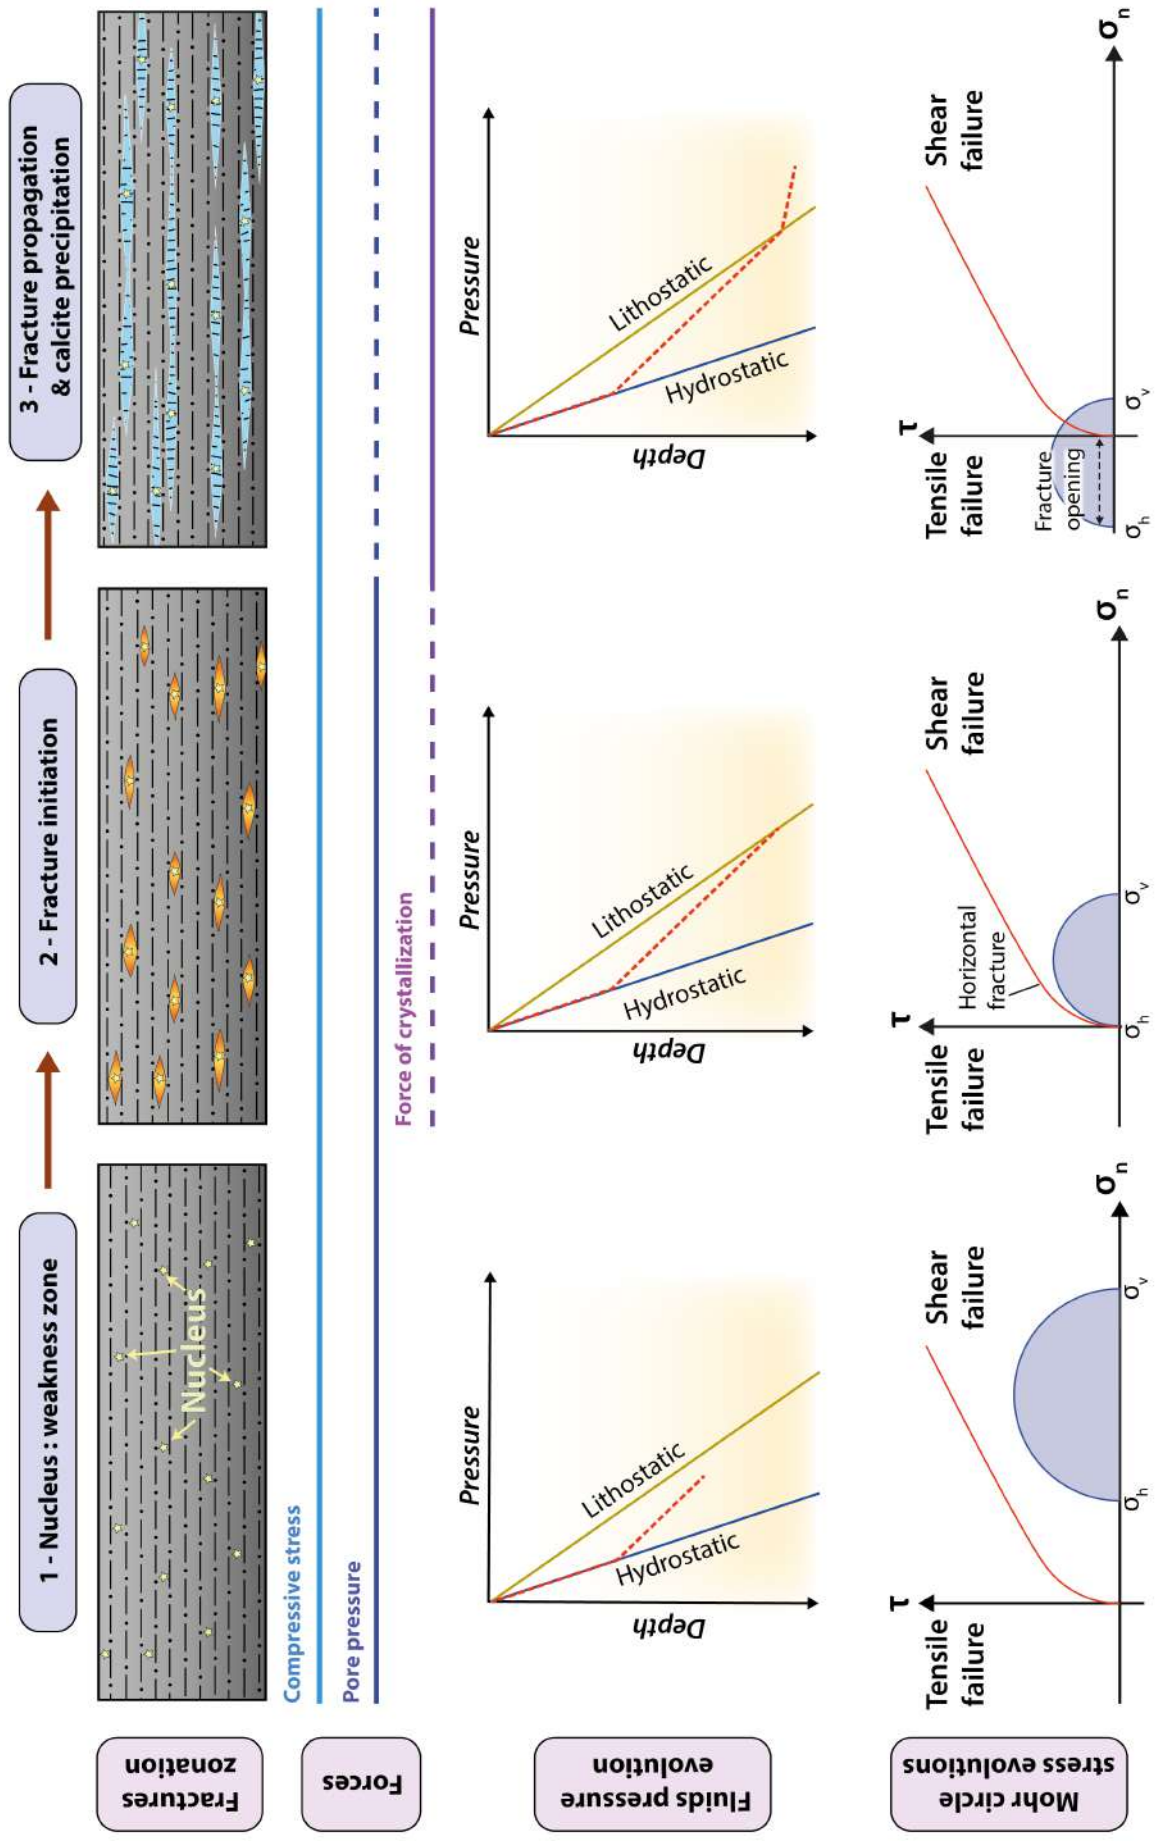 1 - Nucleus : weakness zone
2 - Fracture initiation
3 - Fracture propagation
& calcite precipitation
Fractures
zonation
Nucleus
Forces
Compressive stress
Pore pressure
Force of crystallization
Fluids pressure
evolution
Pressure
Depth
Lithostatic
Hydrostatic
Pressure
Depth
Lithostatic
Hydrostatic
Pressure
Depth
Lithostatic
Hydrostatic
Mohr circle
stress evolutions
τ
Tensile
failure
Shear
failure
σh
σv
σn
τ
Tensile
failure
Horizontal
fracture
Shear
failure
σh
σv
σn
τ
Tensile
failure
Fracture
opening
Shear
failure
σh
σv
σn